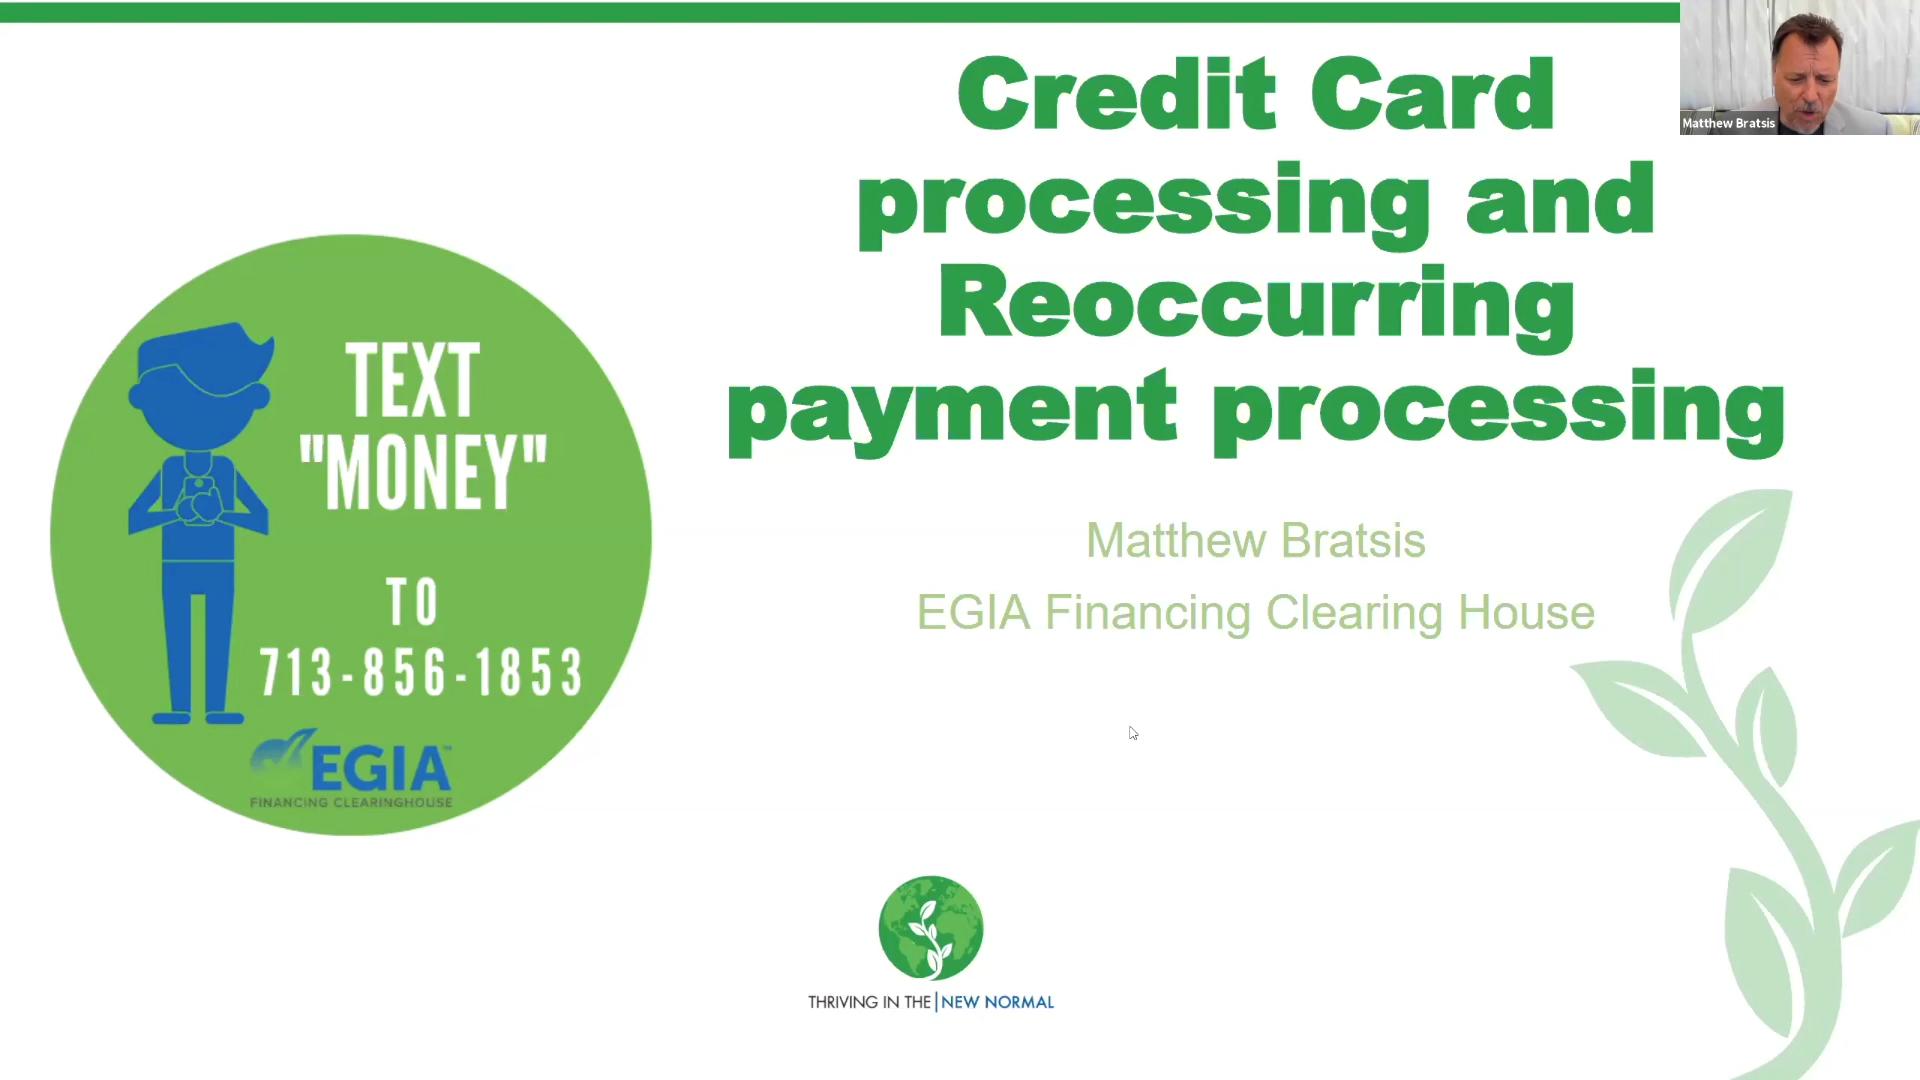 Credit Card
processing and
Reoccurring
payment processing
Matthew Bratsis
EGIA Financing Clearing House
TEXT
"MONEY"
TO
713-856-1853
EGIA™
FINANCING CLEARINGHOUSE
THRIVING IN THE|NEW NORMAL
Matthew Bratsis